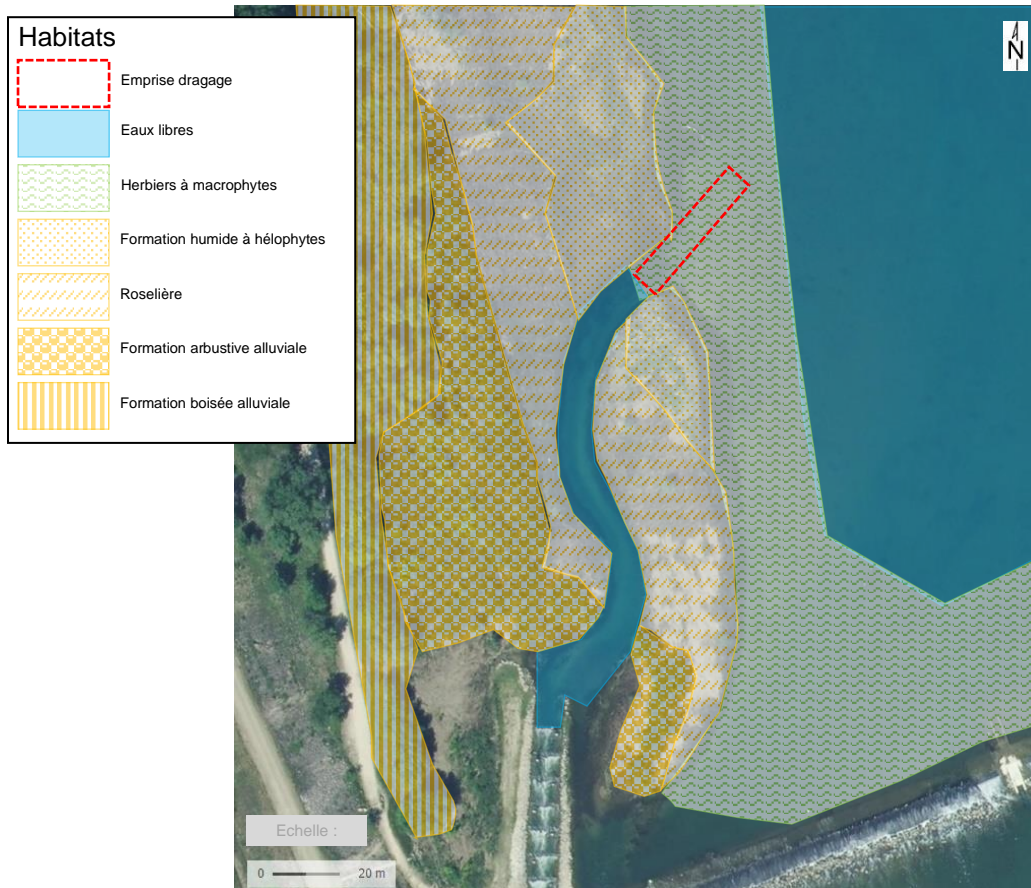 Habitats
Emprise dragage
Eaux libres
Herbiers à macrophytes
Formation humide à hélophytes
Roselière
Formation arbustive alluviale
Formation boisée alluviale
N
Echelle :
0 20 m